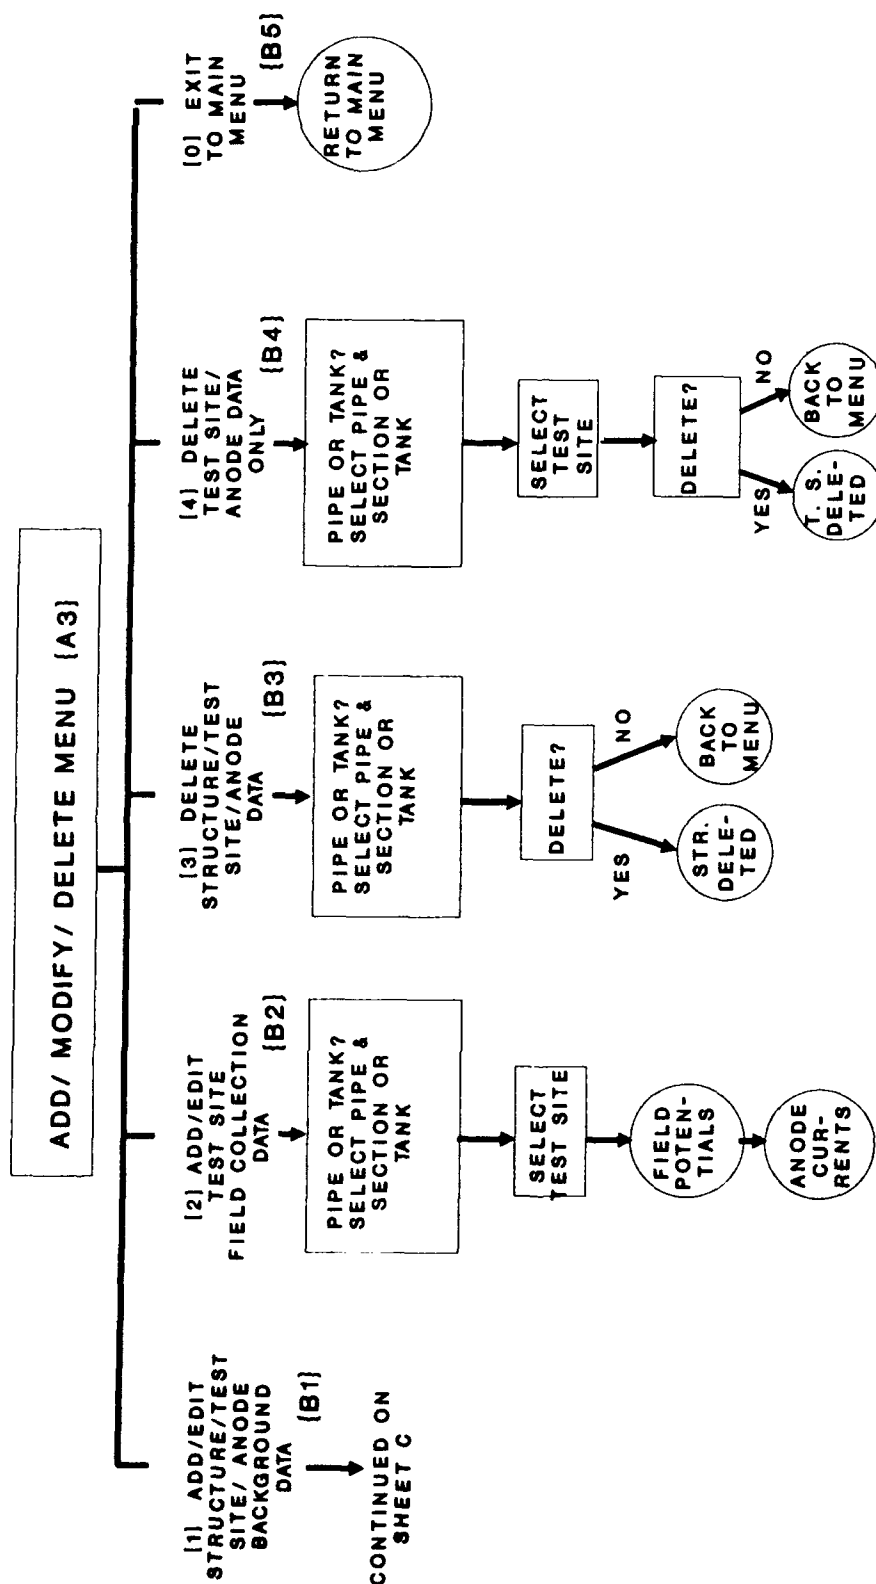 ADD/ MODIFY/ DELETE MENU {A3}
[1] ADD/EDIT
STRUCTURE/TEST
SITE/ ANODE
BACKGROUND
DATA
{B1}
CONTINUED ON
SHEET C
[2] ADD/EDIT
TEST SITE
FIELD COLLECTION
DATA
{B2}
PIPE OR TANK?
SELECT PIPE &
SECTION OR
TANK
SELECT
TEST SITE
FIELD
POTEN-
TIALS
ANODE
CUR-
RENTS
[3] DELETE
STRUCTURE/TEST
SITE/ANODE
DATA
{B3}
PIPE OR TANK?
SELECT PIPE &
SECTION OR
TANK
DELETE?
YES
NO
STR.
DELE-
TED
BACK
TO
MENU
[4] DELETE
TEST SITE/
ANODE DATA
ONLY
{B4}
PIPE OR TANK?
SELECT PIPE &
SECTION OR
TANK
SELECT
TEST
SITE
DELETE?
YES
NO
T. S.
DELE-
TED
BACK
TO
MENU
[0] EXIT
TO MAIN
MENU
{B5}
RETURN
TO MAIN
MENU